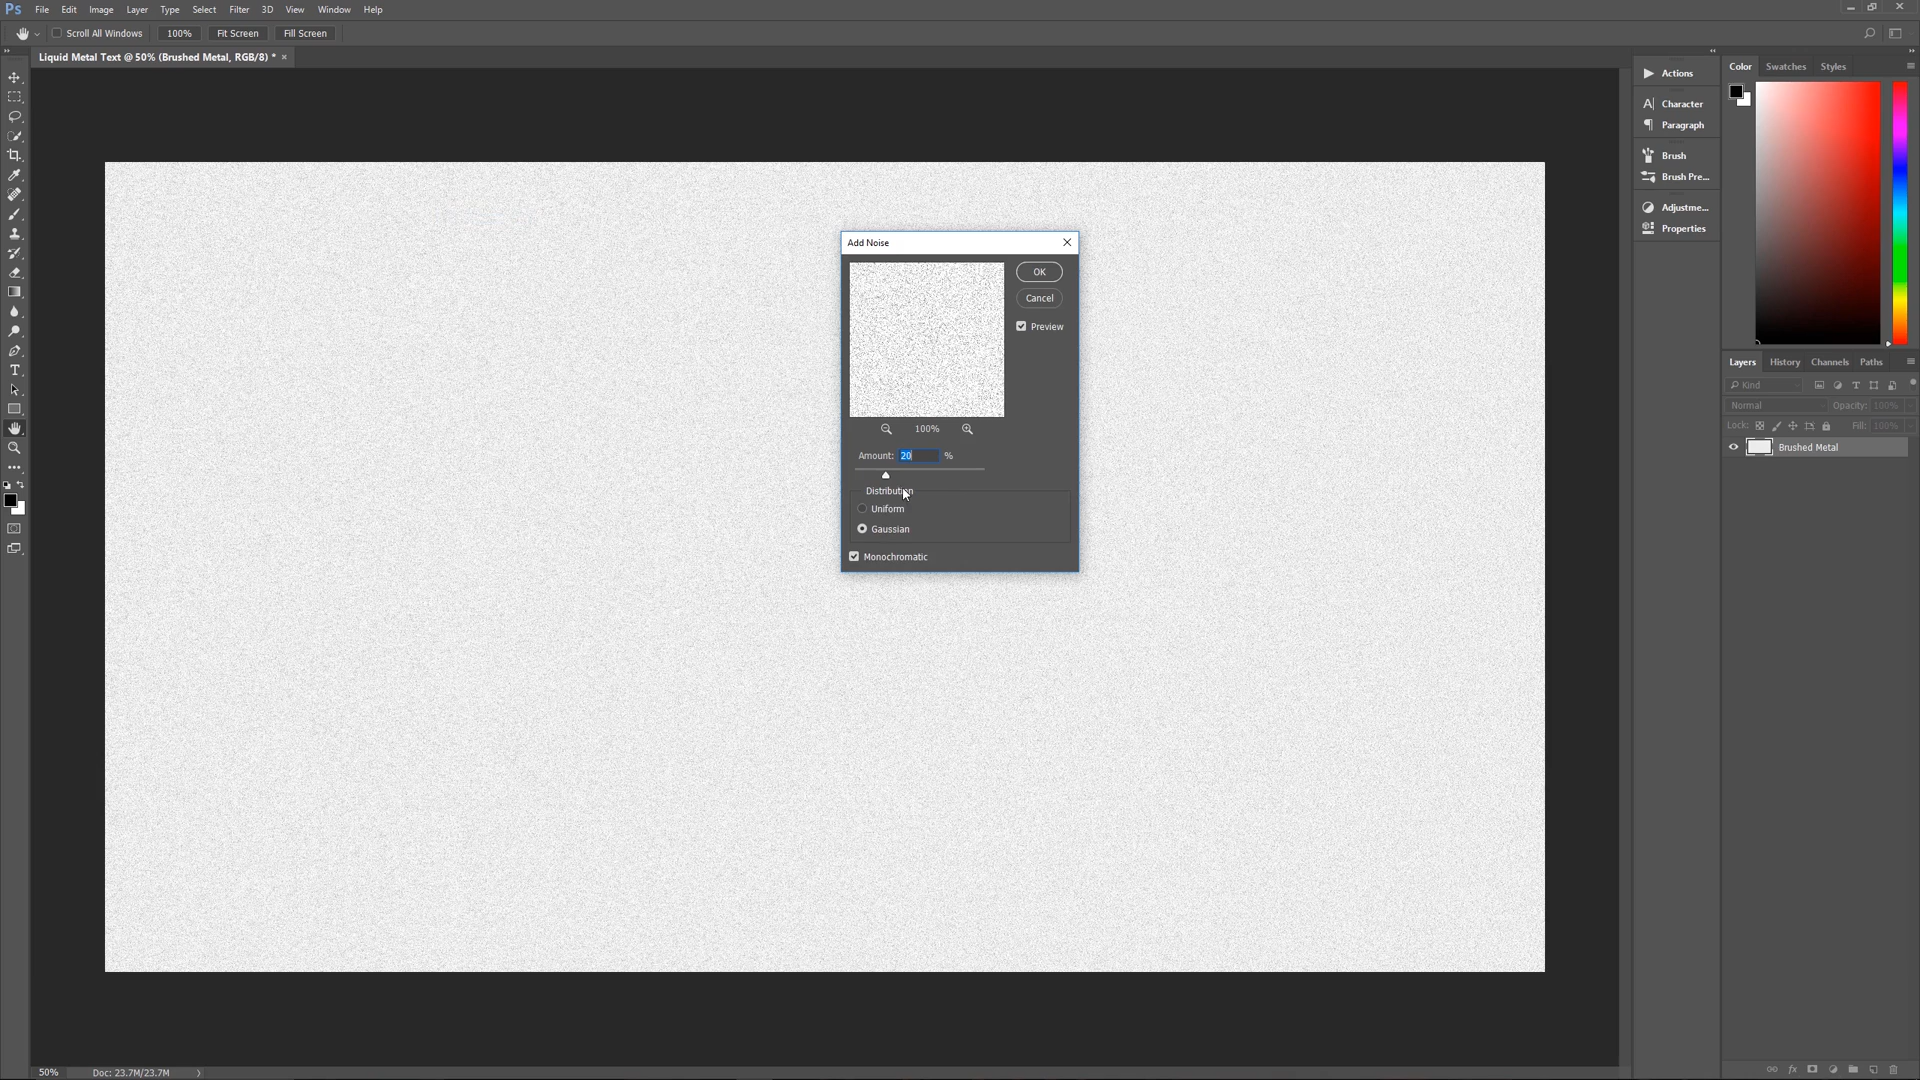 Ps File Edit Image Layer Type Select Filter 3D View Window Help
Scroll All Windows 100% Fit Screen Fill Screen
Liquid Metal Text @ 50% (Brushed Metal, RGB/8) * ×
Actions
Character
Paragraph
Brush
Brush Pre...
Adjustme...
Properties
Color Swatches Styles
Add Noise
OK
Cancel
Preview
100%
Amount: 20 %
Distribution
Uniform
Gaussian
Monochromatic
Layers History Channels Paths
Kind
Normal Opacity: 100%
Lock: Fill: 100%
Brushed Metal
fx
50% Doc: 23.7M/23.7M